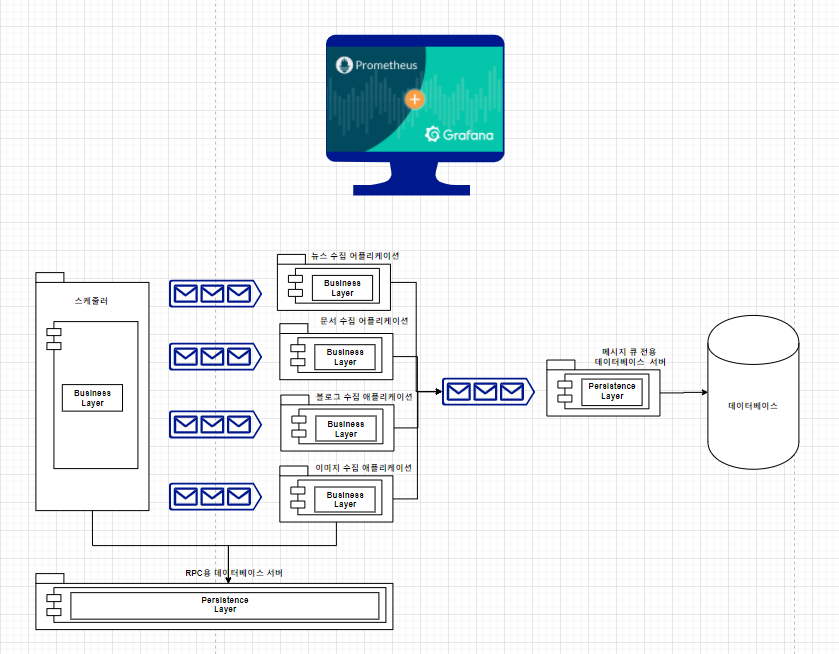 Prometheus
Grafana
스케줄러
Business
Layer
뉴스 수집 어플리케이션
Business
Layer
문서 수집 어플리케이션
Business
Layer
블로그 수집 애플리케이션
Business
Layer
이미지 수집 애플리케이션
Business
Layer
메시지 큐 전용
데이터베이스 서버
Persistence
Layer
데이터베이스
RPC용 데이터베이스 서버
Persistence
Layer